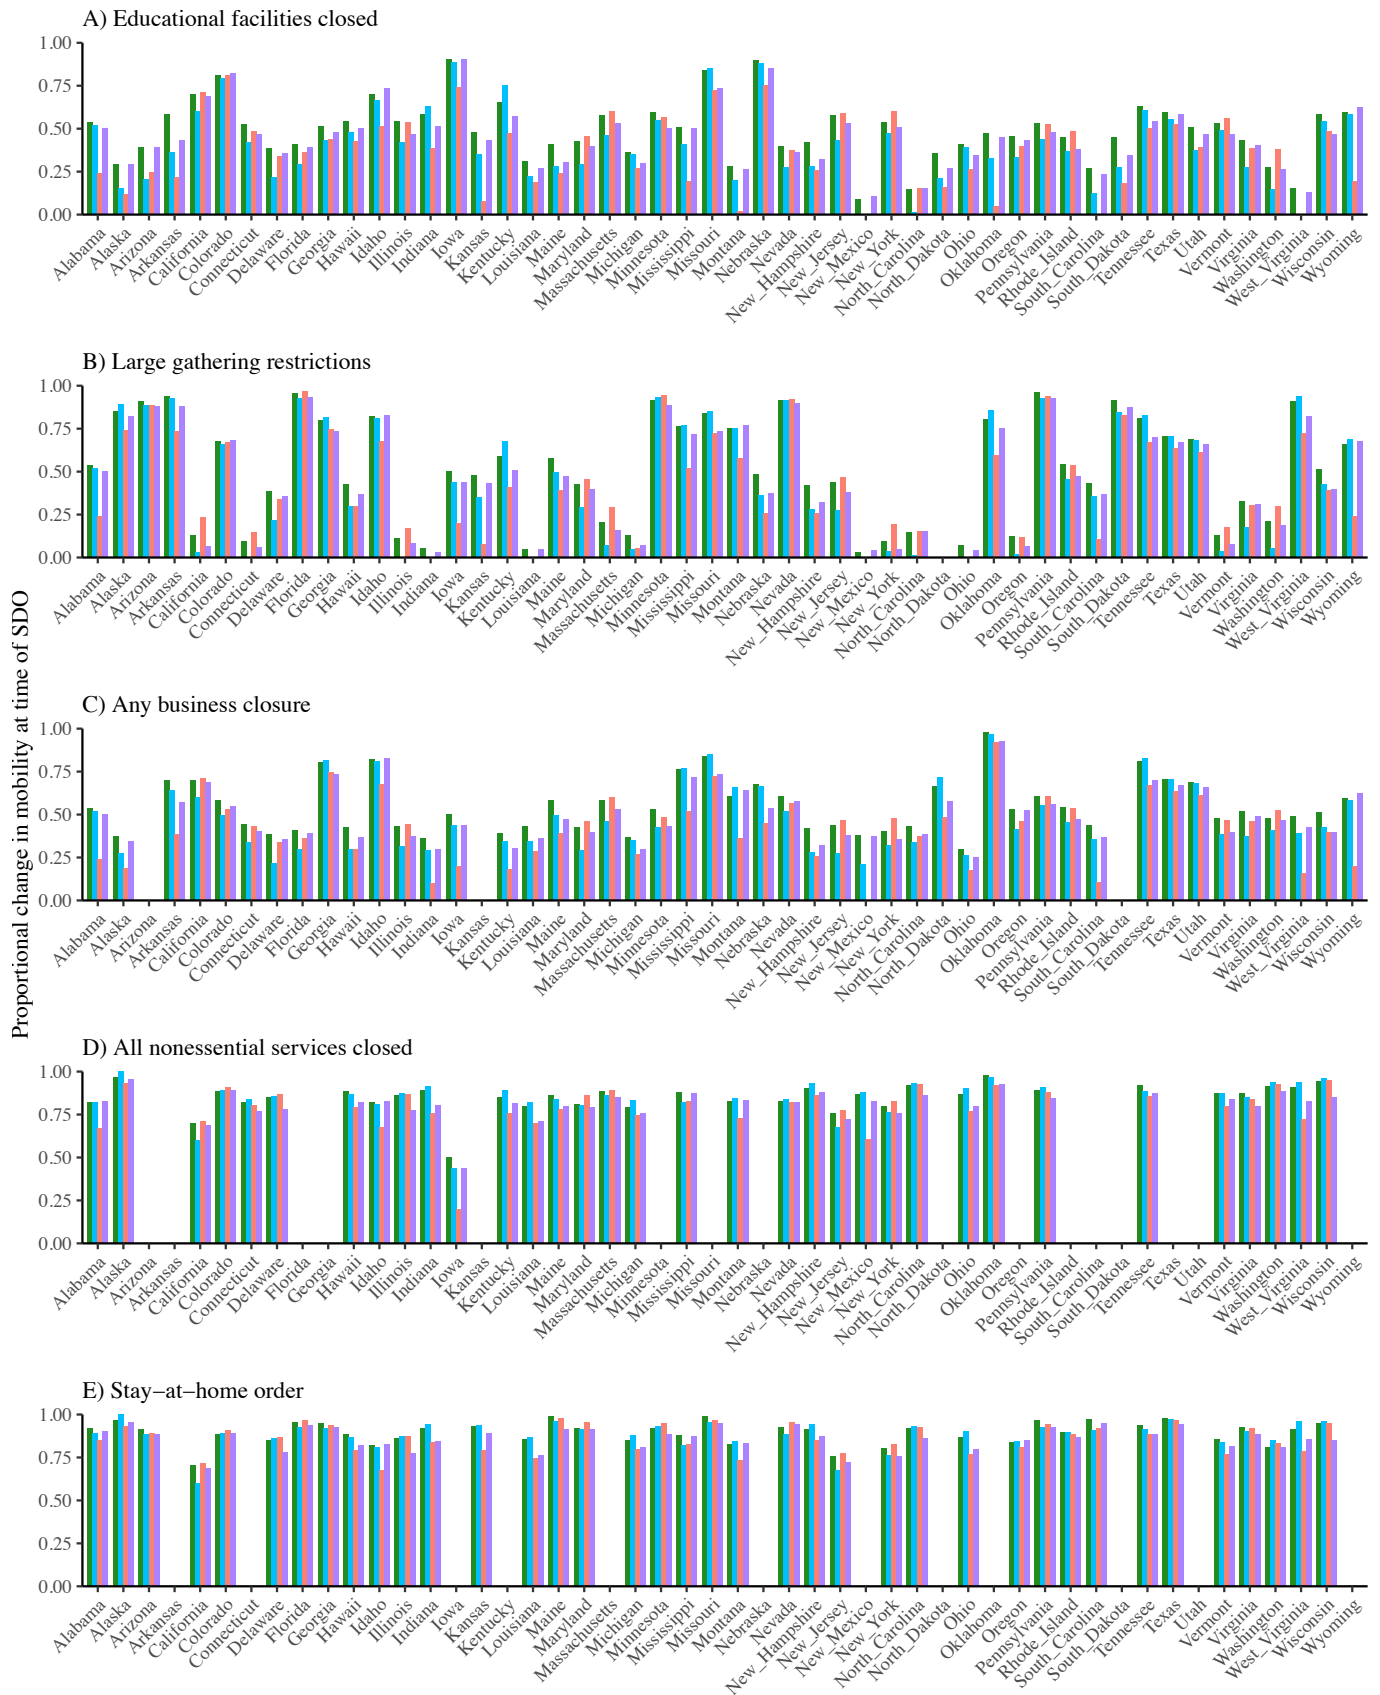 Proportional change in mobility at time of SDO
A) Educational facilities closed
1.00
0.75
0.50
0.25
0.00
Alabama
Alaska
Arizona
Arkansas
California
Colorado
Connecticut
Delaware
Florida
Georgia
Hawaii
Idaho
Illinois
Indiana
Iowa
Kansas
Kentucky
Louisiana
Maine
Maryland
Massachusetts
Michigan
Minnesota
Mississippi
Missouri
Montana
Nebraska
Nevada
New_Hampshire
New_Jersey
New_Mexico
New_York
North_Carolina
North_Dakota
Ohio
Oklahoma
Oregon
Pennsylvania
Rhode_Island
South_Carolina
South_Dakota
Tennessee
Texas
Utah
Vermont
Virginia
Washington
West_Virginia
Wisconsin
Wyoming
B) Large gathering restrictions
1.00
0.75
0.50
0.25
0.00
Alabama
Alaska
Arizona
Arkansas
California
Colorado
Connecticut
Delaware
Florida
Georgia
Hawaii
Idaho
Illinois
Indiana
Iowa
Kansas
Kentucky
Louisiana
Maine
Maryland
Massachusetts
Michigan
Minnesota
Mississippi
Missouri
Montana
Nebraska
Nevada
New_Hampshire
New_Jersey
New_Mexico
New_York
North_Carolina
North_Dakota
Ohio
Oklahoma
Oregon
Pennsylvania
Rhode_Island
South_Carolina
South_Dakota
Tennessee
Texas
Utah
Vermont
Virginia
Washington
West_Virginia
Wisconsin
Wyoming
C) Any business closure
1.00
0.75
0.50
0.25
0.00
Alabama
Alaska
Arizona
Arkansas
California
Colorado
Connecticut
Delaware
Florida
Georgia
Hawaii
Idaho
Illinois
Indiana
Iowa
Kansas
Kentucky
Louisiana
Maine
Maryland
Massachusetts
Michigan
Minnesota
Mississippi
Missouri
Montana
Nebraska
Nevada
New_Hampshire
New_Jersey
New_Mexico
New_York
North_Carolina
North_Dakota
Ohio
Oklahoma
Oregon
Pennsylvania
Rhode_Island
South_Carolina
South_Dakota
Tennessee
Texas
Utah
Vermont
Virginia
Washington
West_Virginia
Wisconsin
Wyoming
D) All nonessential services closed
1.00
0.75
0.50
0.25
0.00
Alabama
Alaska
Arizona
Arkansas
California
Colorado
Connecticut
Delaware
Florida
Georgia
Hawaii
Idaho
Illinois
Indiana
Iowa
Kansas
Kentucky
Louisiana
Maine
Maryland
Massachusetts
Michigan
Minnesota
Mississippi
Missouri
Montana
Nebraska
Nevada
New_Hampshire
New_Jersey
New_Mexico
New_York
North_Carolina
North_Dakota
Ohio
Oklahoma
Oregon
Pennsylvania
Rhode_Island
South_Carolina
South_Dakota
Tennessee
Texas
Utah
Vermont
Virginia
Washington
West_Virginia
Wisconsin
Wyoming
E) Stay−at−home order
1.00
0.75
0.50
0.25
0.00
Alabama
Alaska
Arizona
Arkansas
California
Colorado
Connecticut
Delaware
Florida
Georgia
Hawaii
Idaho
Illinois
Indiana
Iowa
Kansas
Kentucky
Louisiana
Maine
Maryland
Massachusetts
Michigan
Minnesota
Mississippi
Missouri
Montana
Nebraska
Nevada
New_Hampshire
New_Jersey
New_Mexico
New_York
North_Carolina
North_Dakota
Ohio
Oklahoma
Oregon
Pennsylvania
Rhode_Island
South_Carolina
South_Dakota
Tennessee
Texas
Utah
Vermont
Virginia
Washington
West_Virginia
Wisconsin
Wyoming